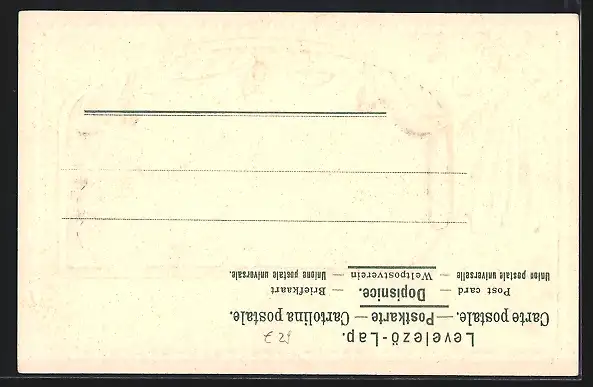 Levelező-Lap.
Carte postale. — Postkarte — Cartolina postale.
Post card — Dopisnice. — Briefkaart
Union postale universelle — Weltpostverein — Unione postale universale.